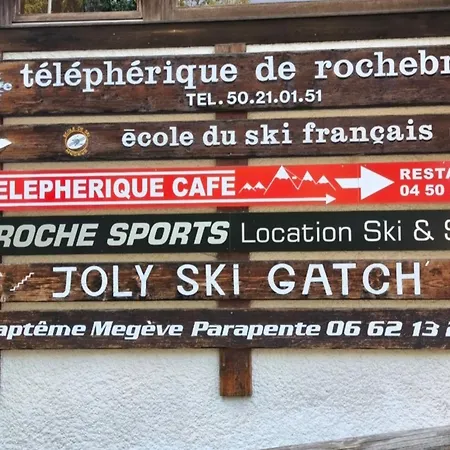 téléphérique de rochebr
TEL. 50.21.01.51
école du ski français
ELEPHERIQUE CAFE
RESTA
04 50
ROCHE SPORTS Location Ski & S
JOLY SKI GATCH'
aptême Megève Parapente 06 62 13 2